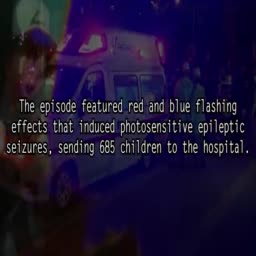 The episode featured red and blue flashing
effects that induced photosensitive epileptic
seizures, sending 685 children to the hospital.